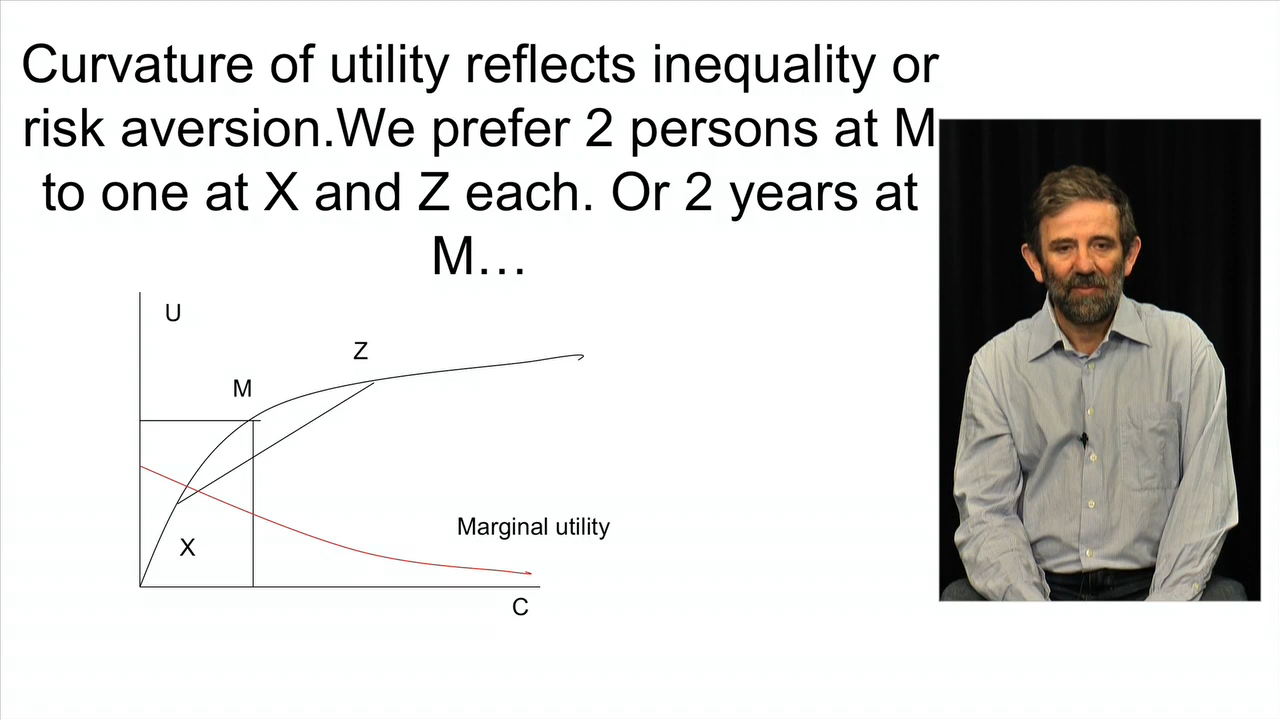 Curvature of utility reflects inequality or
risk aversion.We prefer 2 persons at M
to one at X and Z each. Or 2 years at
M…
U
Z
M
X
Marginal utility
C